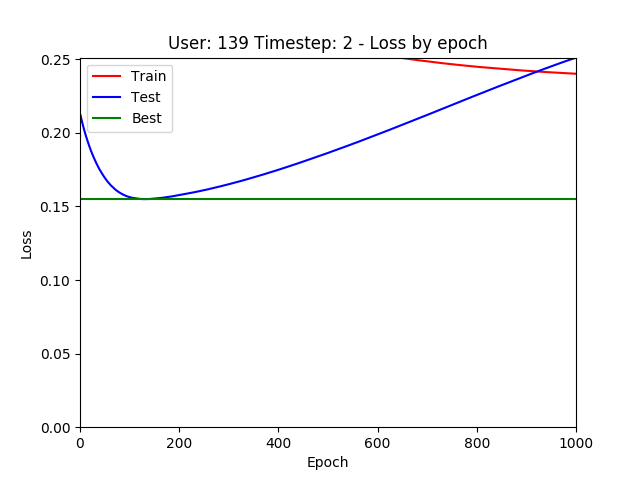 User: 139 Timestep: 2 - Loss by epoch
0.25
0.20
0.15
0.10
0.05
0.00
Loss
Train
Test
Best
0 200 400 600 800 1000
Epoch